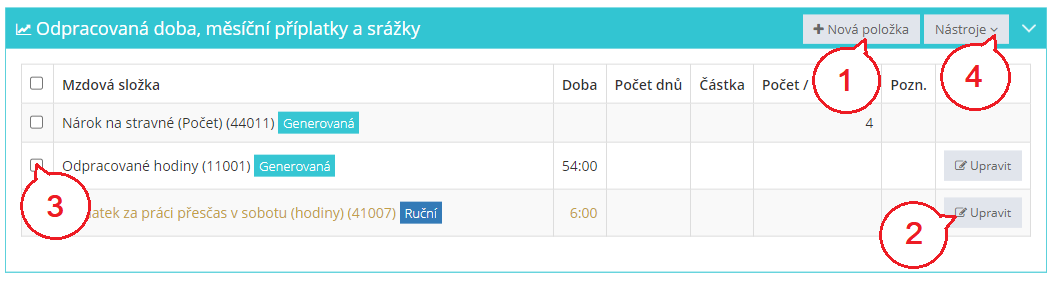 Odpracovaná doba, měsíční příplatky a srážky
Nová položka
Nástroje
1
4
Mzdová složka Doba Počet dnů Částka Počet / Pozn.
Nárok na stravné (Počet) (44011) Generovaná 4
Odpracované hodiny (11001) Generovaná 54:00 Upravit
3
atek za práci přesčas v sobotu (hodiny) (41007) Ruční 6:00 Upravit
2